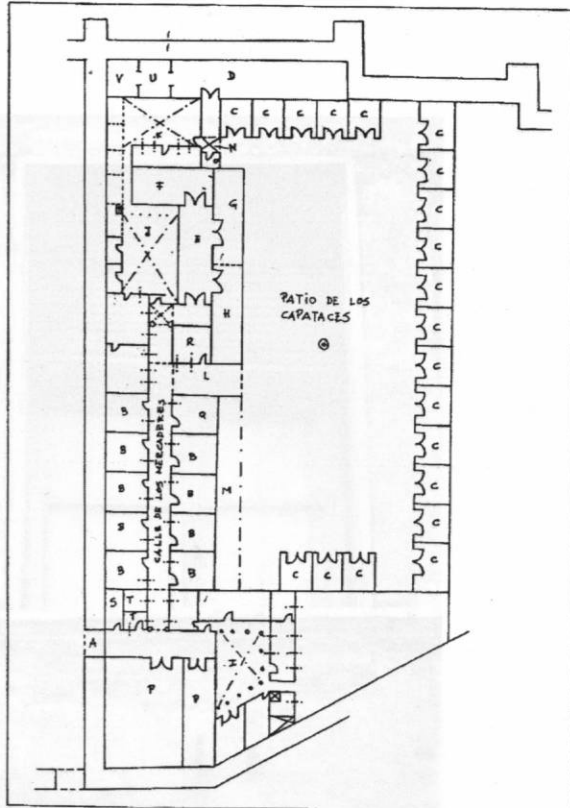 V U D
C C C C C C
K N
C
F G
C
J E
C
PATIO DE LOS
CAPATACES
H
C
R
L
C
CALLE DE LOS MERCADERES
B Q
C
B B
C
B B
M
B B
C
B B
C C C C
S T
T
A
I
P P